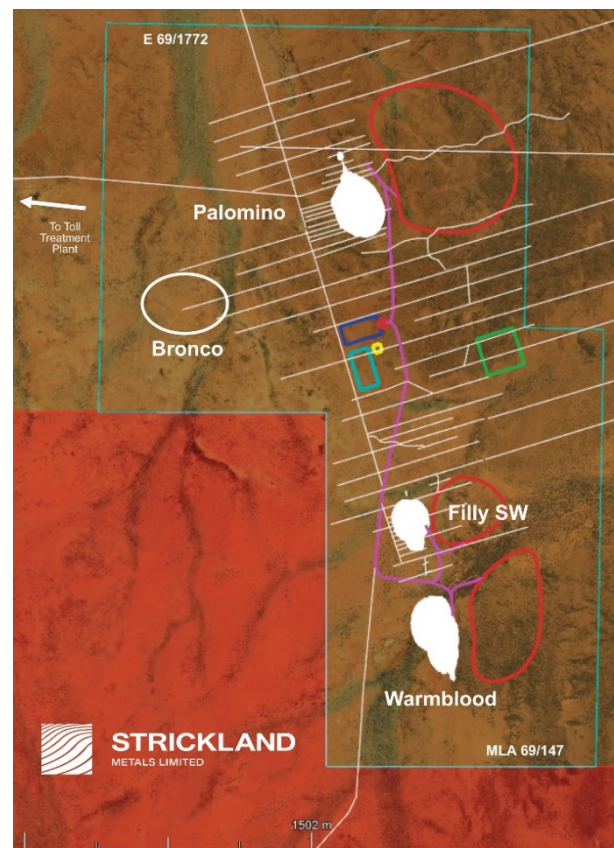 E 69/1772
Palomino
To Toll
Treatment
Plant
Bronco
Filly SW
Warmblood
STRICKLAND
METALS LIMITED
MLA 69/147
1502 m